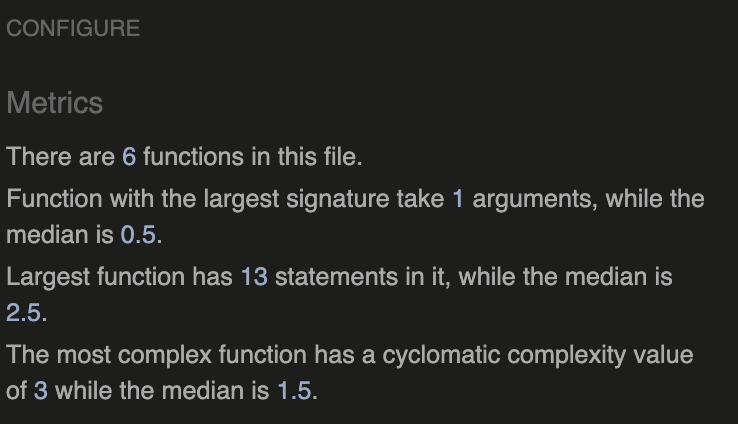 CONFIGURE
Metrics
There are 6 functions in this file.
Function with the largest signature take 1 arguments, while the
median is 0.5.
Largest function has 13 statements in it, while the median is
2.5.
The most complex function has a cyclomatic complexity value
of 3 while the median is 1.5.